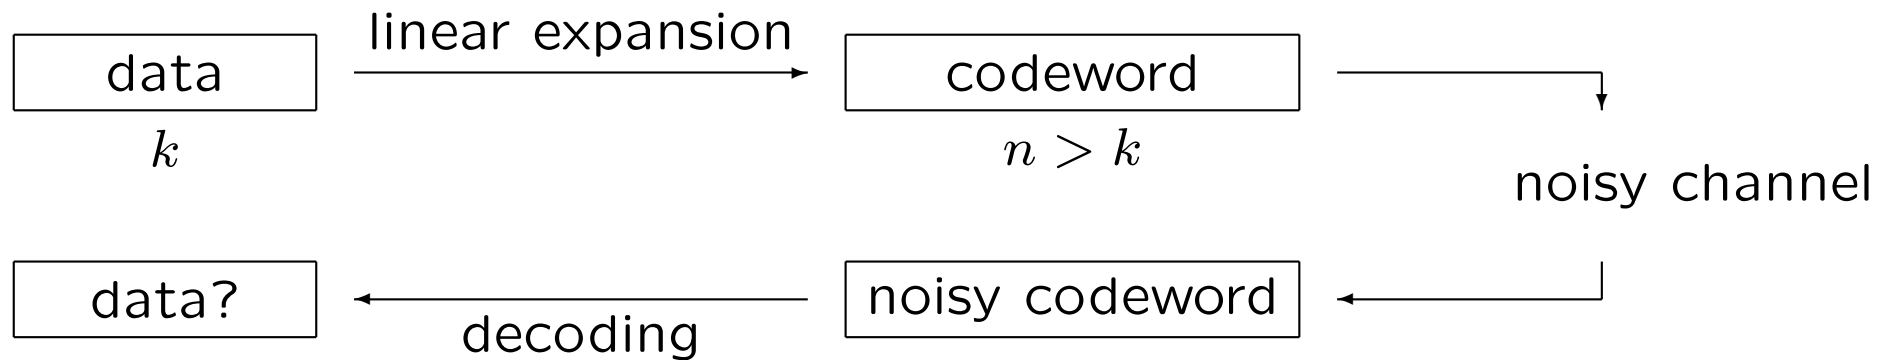 linear expansion
data
codeword
k
n > k
noisy channel
data?
noisy codeword
decoding